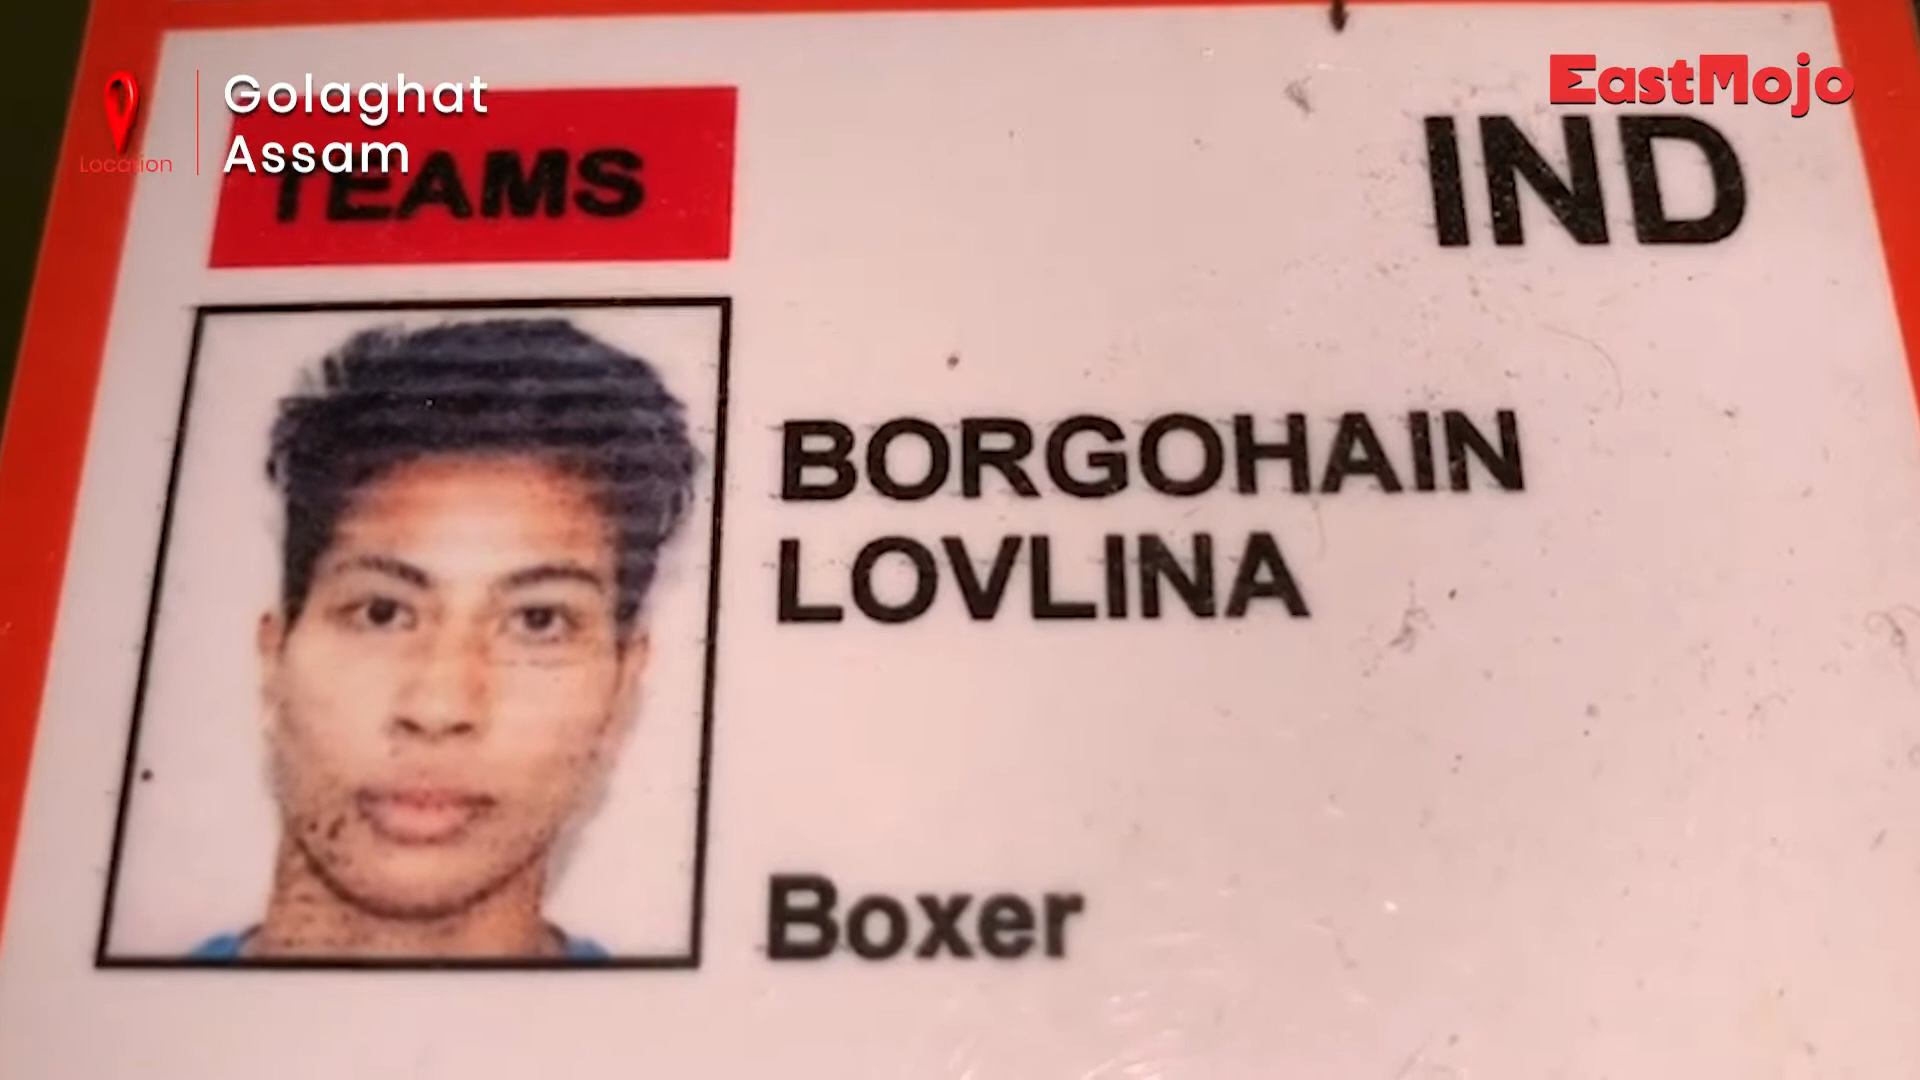 Golaghat
Assam
Location
EastMojo
TEAMS
IND
BORGOHAIN
LOVLINA
Boxer